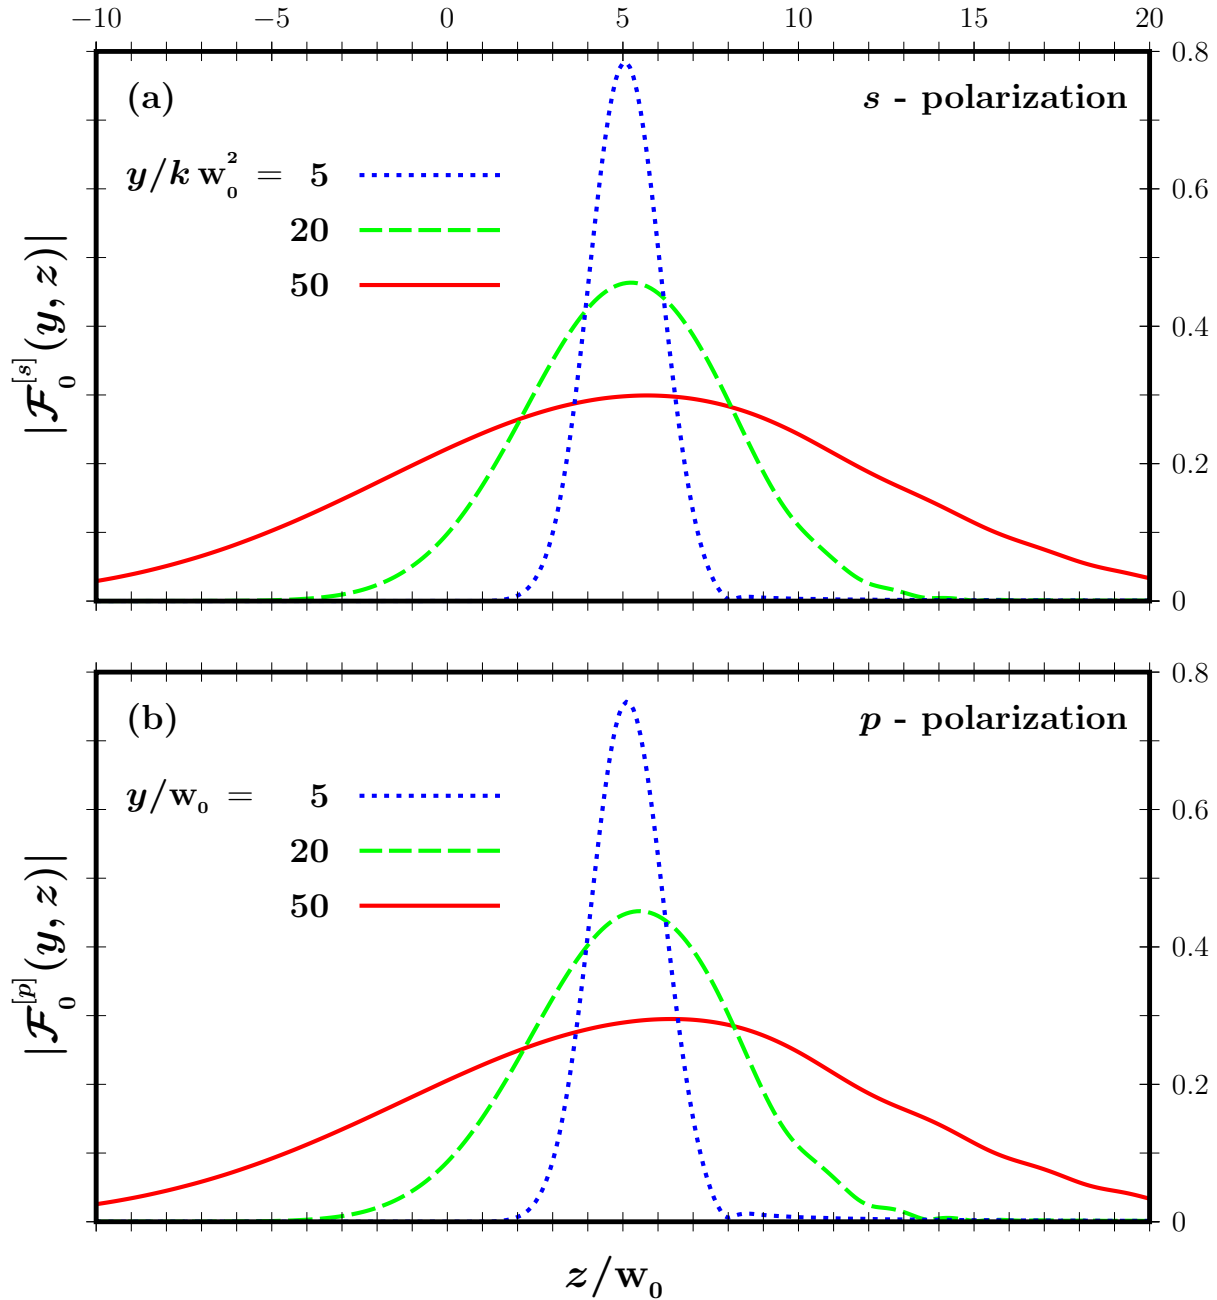 −10 −5 0 5 10 15 20
(a) s - polarization
y/k w₀² = 5
20
50
|ℱ₀^[s](y, z)|
0.8
0.6
0.4
0.2
0
(b) p - polarization
y/w₀ = 5
20
50
|ℱ₀^[p](y, z)|
0.8
0.6
0.4
0.2
0
z/w₀